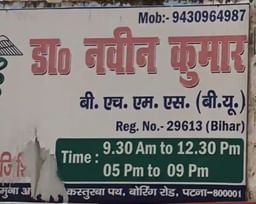 Mob:- 9430964987
डा० नवीन कुमार
बी. एच. एम. एस. (बी.यू.)
Reg. No.- 29613 (Bihar)
Time : 9.30 Am to 12.30 Pm
05 Pm to 09 Pm
कस्तुरबा पथ, बोरिंग रोड, पटना-800001